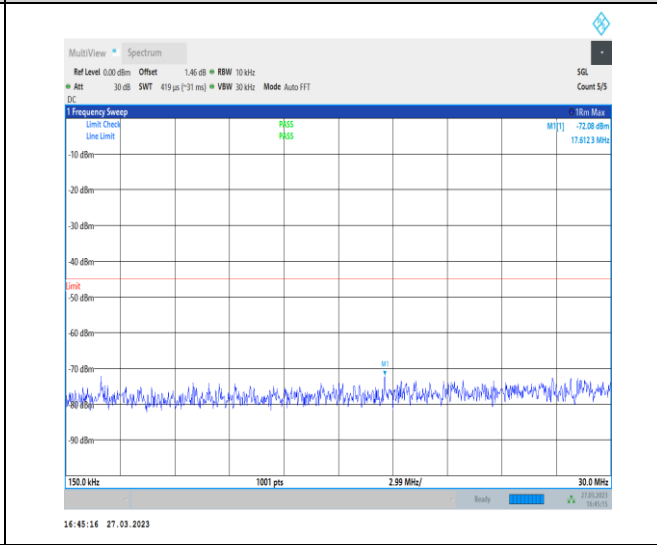 MultiView Spectrum
Ref Level 0.00 dBm Offset 1.46 dB RBW 10 kHz SGL
Att 30 dB SWT 419 µs (~31 ms) VBW 30 kHz Mode Auto FFT Count 5/5
DC
1 Frequency Sweep 1Rm Max
Limit Check PASS M1[1] -72.08 dBm
Line Limit PASS 17.612 3 MHz
-10 dBm
-20 dBm
-30 dBm
-40 dBm
Limit
-50 dBm
-60 dBm
-70 dBm
M1
-80 dBm
-90 dBm
150.0 kHz 1001 pts 2.99 MHz/ 30.0 MHz
Ready 27.03.2023
16:45:15
16:45:16 27.03.2023